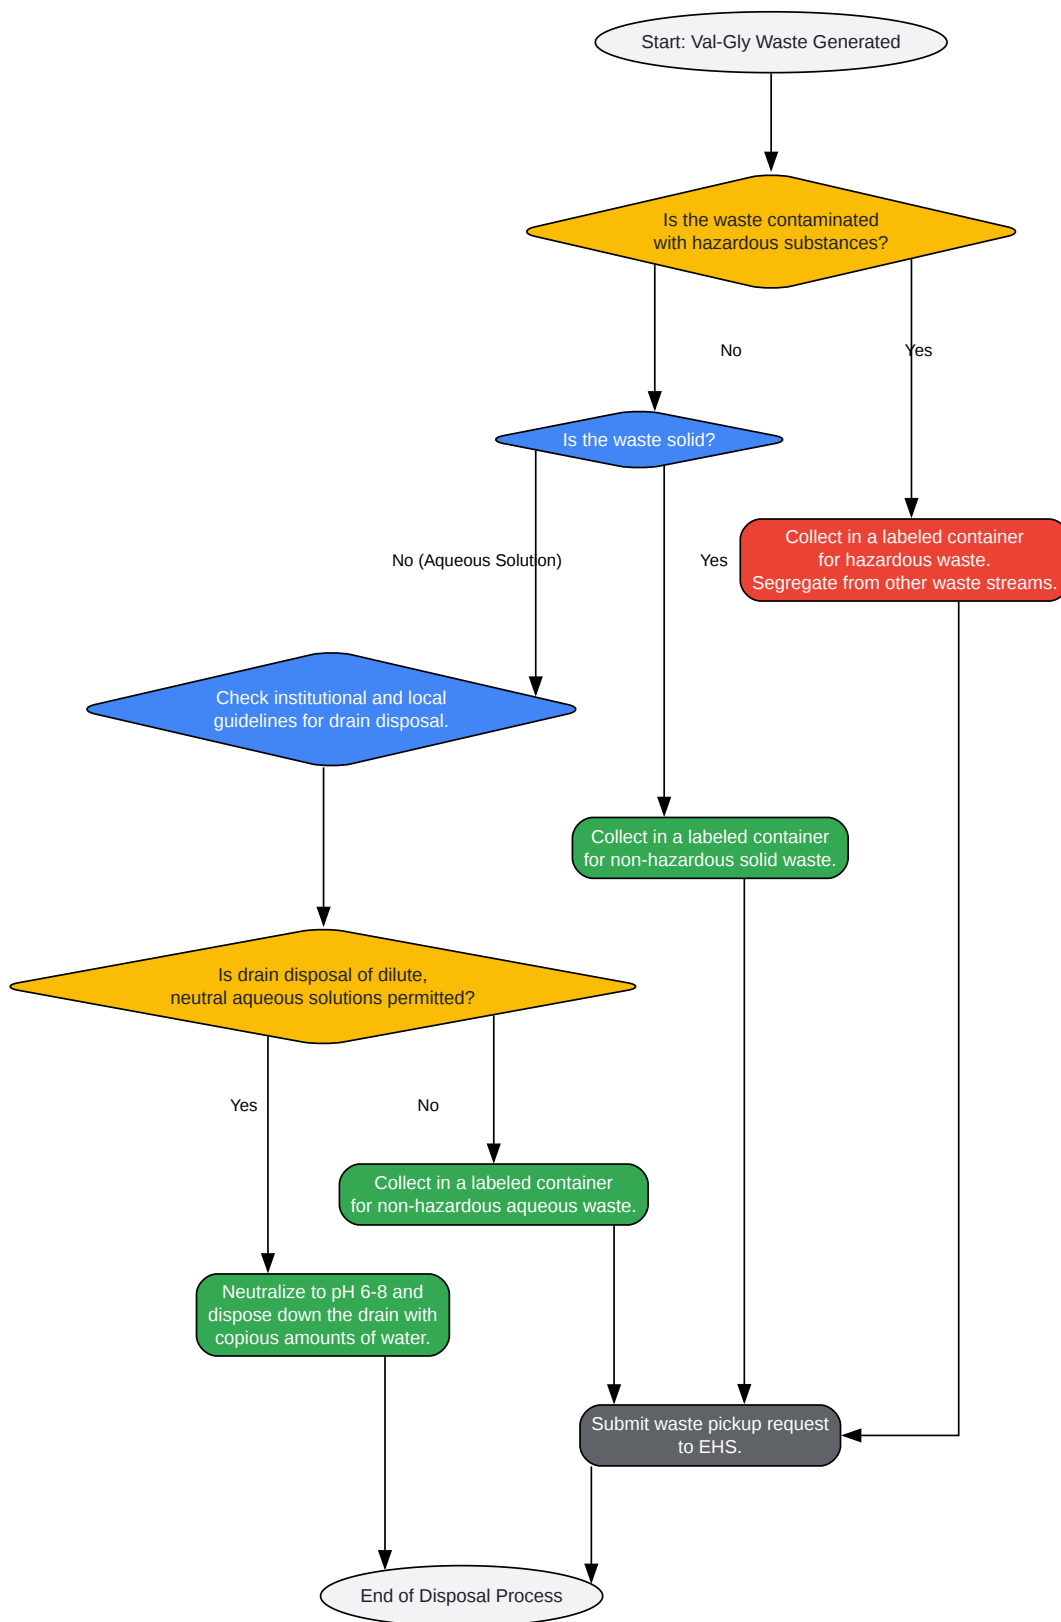 Start: Val-Gly Waste Generated
Is the waste contaminated
with hazardous substances?
No
Yes
Is the waste solid?
No (Aqueous Solution)
Yes
Collect in a labeled container
for hazardous waste.
Segregate from other waste streams.
Check institutional and local
guidelines for drain disposal.
Collect in a labeled container
for non-hazardous solid waste.
Is drain disposal of dilute,
neutral aqueous solutions permitted?
Yes
No
Collect in a labeled container
for non-hazardous aqueous waste.
Neutralize to pH 6-8 and
dispose down the drain with
copious amounts of water.
Submit waste pickup request
to EHS.
End of Disposal Process